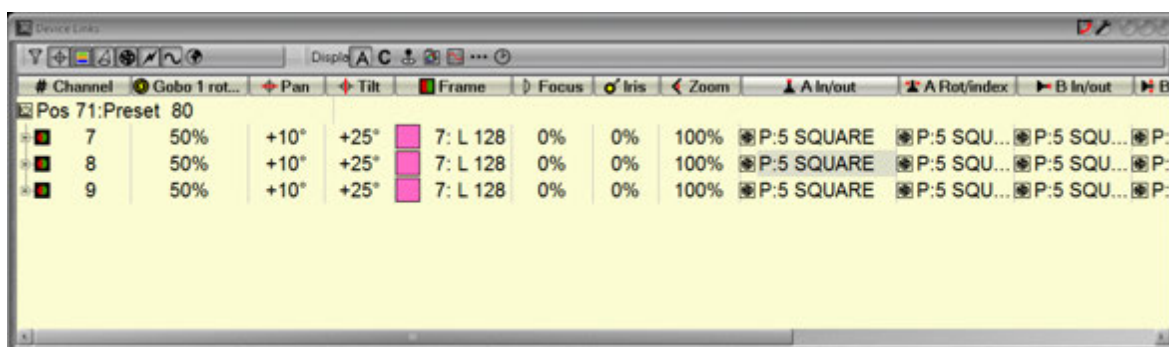 Device Links
Displa A C
# Channel Gobo 1 rot... Pan Tilt Frame Focus Iris Zoom A In/out A Rot/index B In/out B
Pos 71:Preset 80
7 50% +10° +25° 7: L 128 0% 0% 100% P:5 SQUARE P:5 SQU... P:5 SQU... P:
8 50% +10° +25° 7: L 128 0% 0% 100% P:5 SQUARE P:5 SQU... P:5 SQU... P:
9 50% +10° +25° 7: L 128 0% 0% 100% P:5 SQUARE P:5 SQU... P:5 SQU... P: